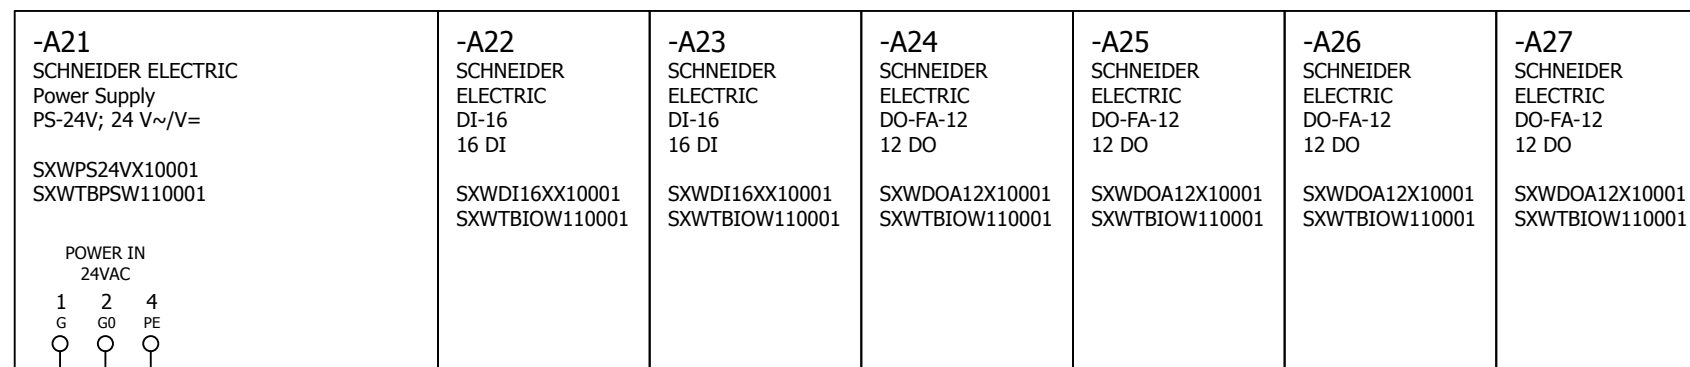 -A21
SCHNEIDER ELECTRIC
Power Supply
PS-24V; 24 V~/V=
SXWPS24VX10001
SXWTBPSW110001
POWER IN
24VAC
1 2 4
G G0 PE
-A22
SCHNEIDER
ELECTRIC
DI-16
16 DI
SXWDI16XX10001
SXWTBIOW110001
-A23
SCHNEIDER
ELECTRIC
DI-16
16 DI
SXWDI16XX10001
SXWTBIOW110001
-A24
SCHNEIDER
ELECTRIC
DO-FA-12
12 DO
SXWDOA12X10001
SXWTBIOW110001
-A25
SCHNEIDER
ELECTRIC
DO-FA-12
12 DO
SXWDOA12X10001
SXWTBIOW110001
-A26
SCHNEIDER
ELECTRIC
DO-FA-12
12 DO
SXWDOA12X10001
SXWTBIOW110001
-A27
SCHNEIDER
ELECTRIC
DO-FA-12
12 DO
SXWDOA12X10001
SXWTBIOW110001